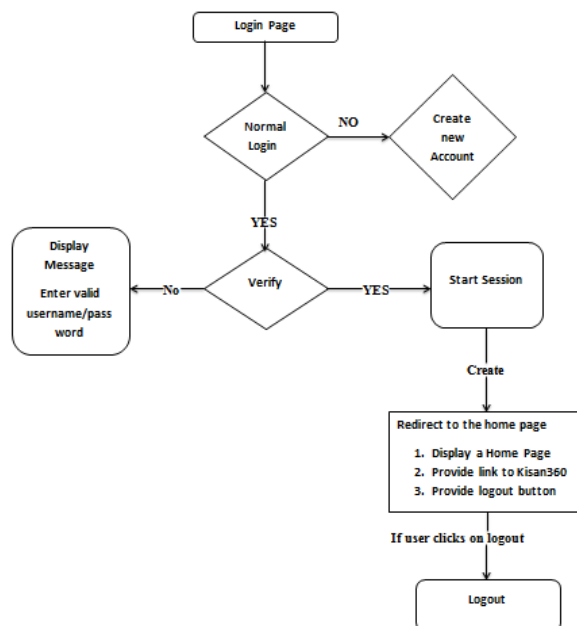 Login Page
Normal
Login
NO
Create
new
Account
YES
Display
Message
Enter valid
username/pass
word
No
Verify
YES
Start Session
Create
Redirect to the home page
1. Display a Home Page
2. Provide link to Kisan360
3. Provide logout button
If user clicks on logout
Logout